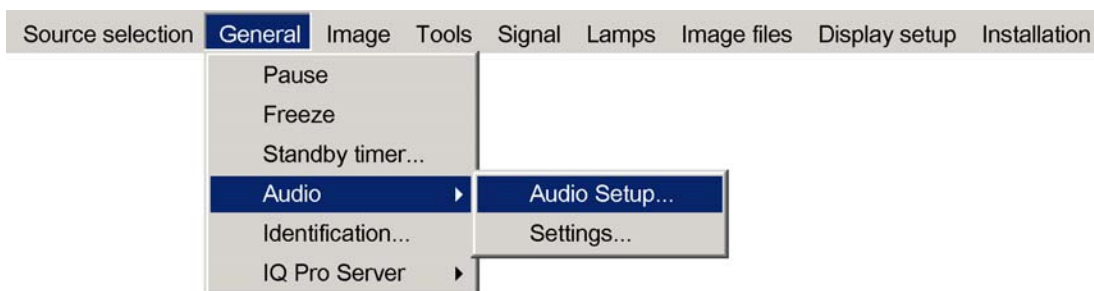 Source selection General Image Tools Signal Lamps Image files Display setup Installation
Pause
Freeze
Standby timer...
Audio Audio Setup...
Identification... Settings...
IQ Pro Server